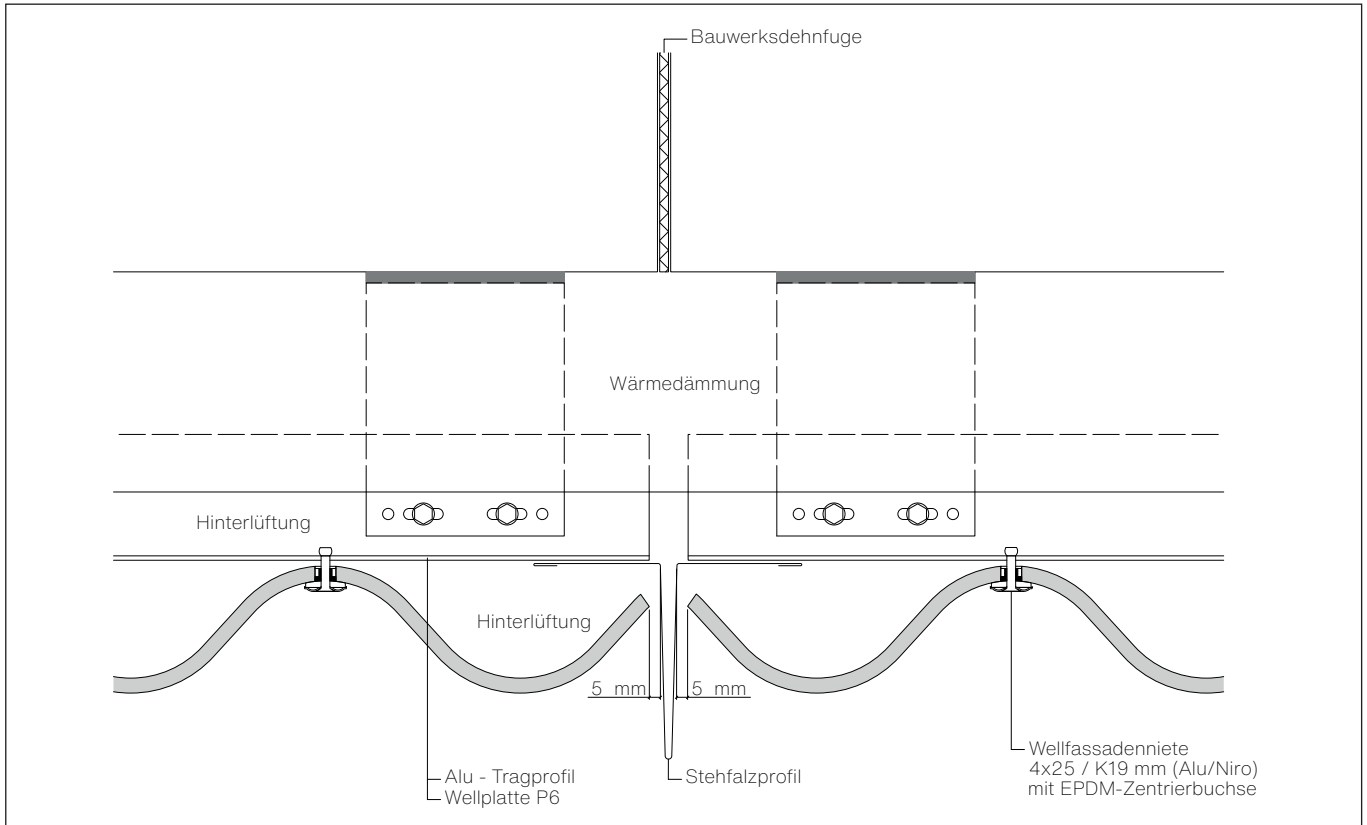 Bauwerksdehnfuge
Wärmedämmung
Hinterlüftung
Hinterlüftung
5 mm
5 mm
Alu - Tragprofil
Wellplatte P6
Stehfalzprofil
Wellfassadenniete
4x25 / K19 mm (Alu/Niro)
mit EPDM-Zentrierbuchse